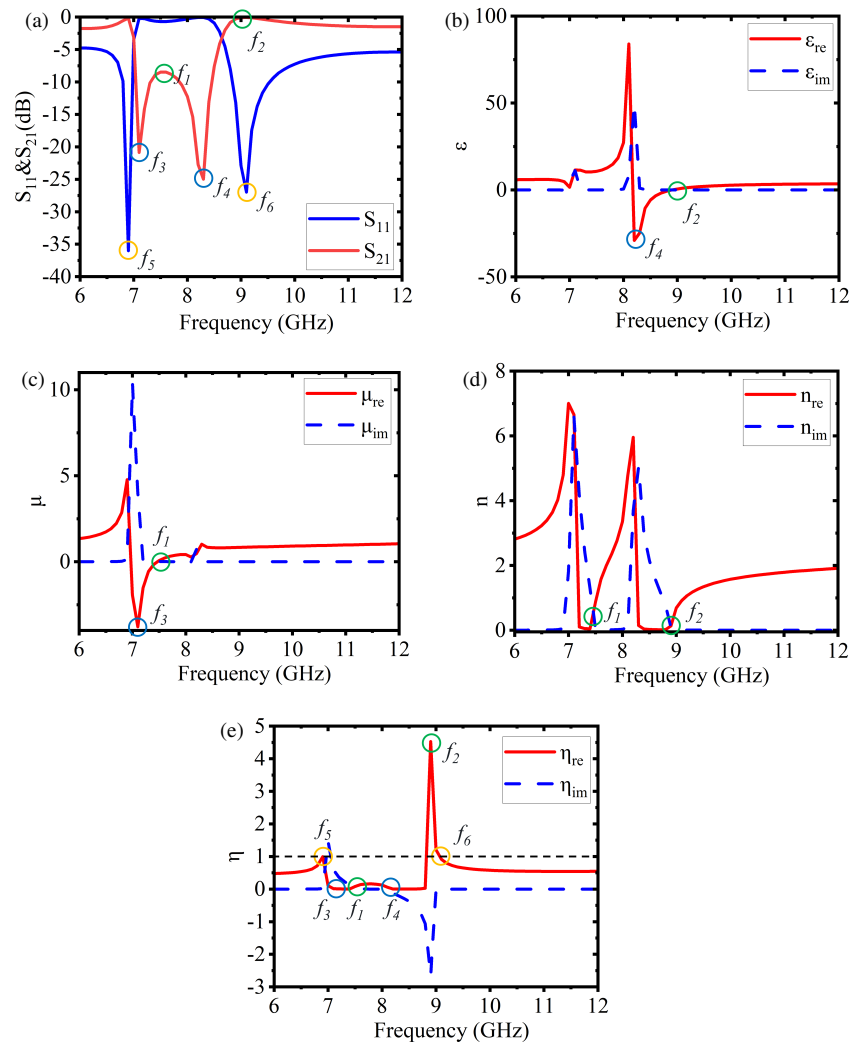 (a)
S11&S21(dB)
0
-5
-10
-15
-20
-25
-30
-35
-40
f1
f2
f3
f4
f5
f6
S11
S21
6 7 8 9 10 11 12
Frequency (GHz)
(b)
ε
100
50
0
-50
εre
εim
f2
f4
6 7 8 9 10 11 12
Frequency (GHz)
(c)
μ
10
5
0
μre
μim
f1
f3
6 7 8 9 10 11 12
Frequency (GHz)
(d)
n
8
6
4
2
0
nre
nim
f1 f2
6 7 8 9 10 11 12
Frequency (GHz)
(e)
η
5
4
3
2
1
0
-1
-2
-3
ηre
ηim
f2
f5
f6
f3 f1 f4
6 7 8 9 10 11 12
Frequency (GHz)